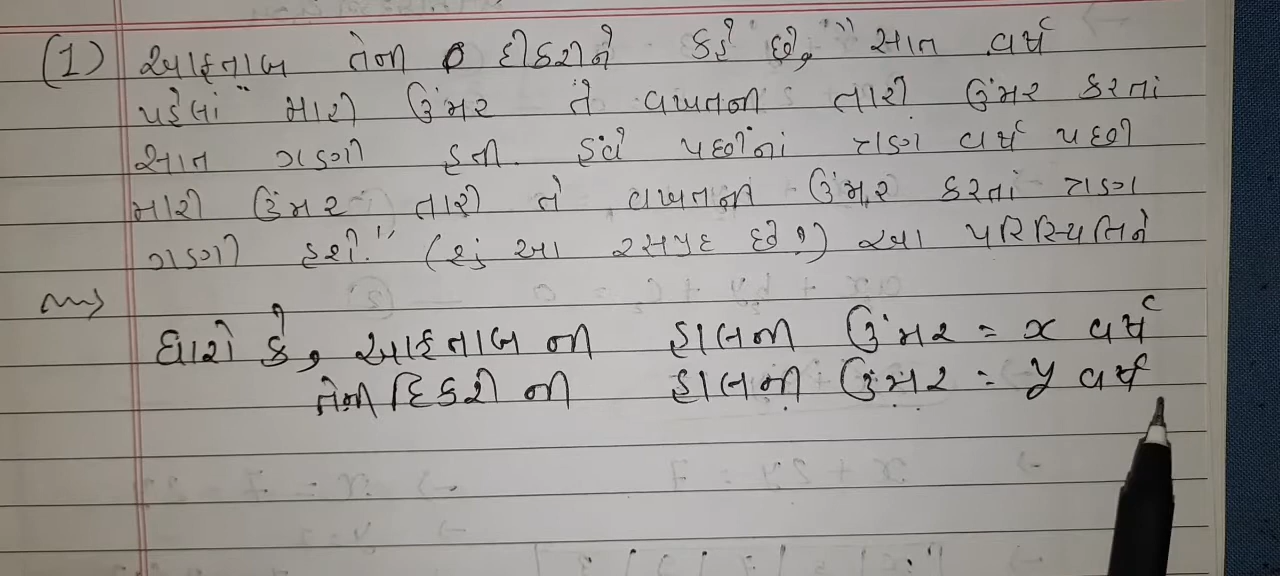 (1) આફતાબ તેની દીકરીને કહે છે, "સાત વર્ષ
પહેલાં" મારી ઉંમર તે વખતની તારી ઉંમર કરતાં
સાત ગણી હતી. હવે પછીનાં ત્રણ વર્ષ પછી
મારી ઉંમર તારી તે વખતની ઉંમર કરતાં ત્રણ
ગણી હશે." (શું આ રસપ્રદ છે?) આ પરિસ્થિતિને
ધારો કે, આફતાબ ની હાલની ઉંમર = x વર્ષ
તેની દિકરી ની હાલની ઉંમર = y વર્ષ